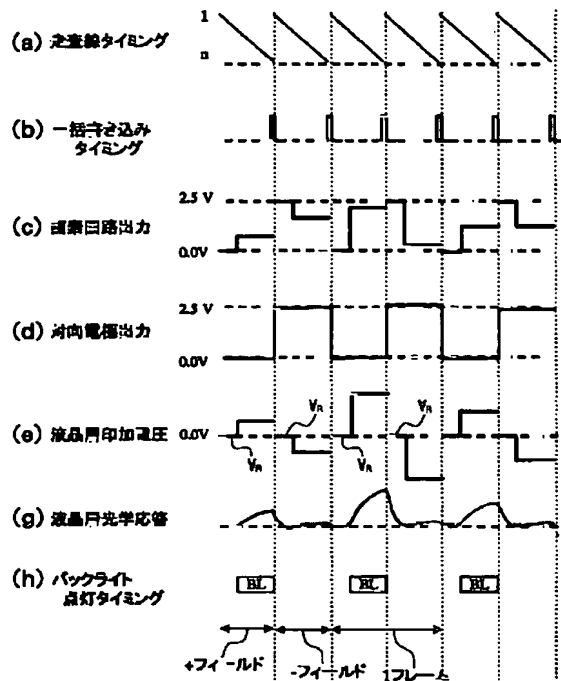 1
(a) 走査線タイミング
n
(b) 一括書き込み
タイミング
2.5 V
(c) 画素回路出力
0.0V
2.5 V
(d) 対向電極出力
0.0V
V_R
V_R
(e) 液晶層印加電圧
0.0V
V_R
V_R
(g) 液晶層光学応答
(h) バックライト
点灯タイミング
BL
BL
BL
+フィールド
-フィールド
1フレーム